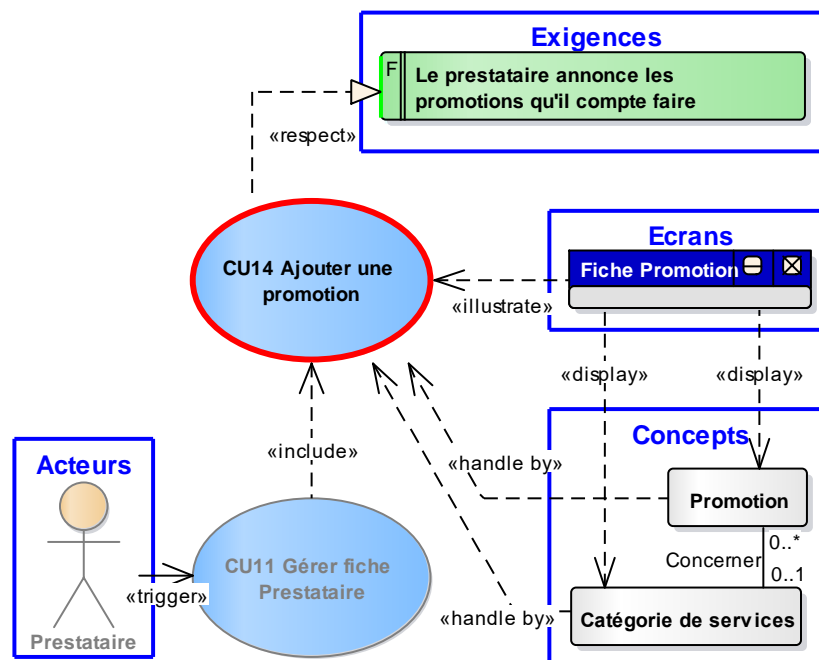 Exigences
F
Le prestataire annonce les
promotions qu'il compte faire
«respect»
CU14 Ajouter une
promotion
Ecrans
Fiche Promotion
«illustrate»
«display»
«display»
Concepts
«handle by»
Promotion
0..*
Concerner
0..1
Catégorie de services
«handle by»
«include»
Acteurs
«trigger»
Prestataire
CU11 Gérer fiche
Prestataire